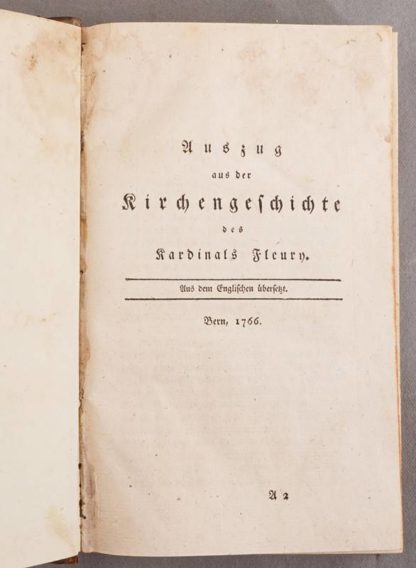 Auszug
aus der
Kirchengeschichte
des
Kardinals Fleury.
Aus dem Englischen übersetzt.
Bern, 1766.
A 2